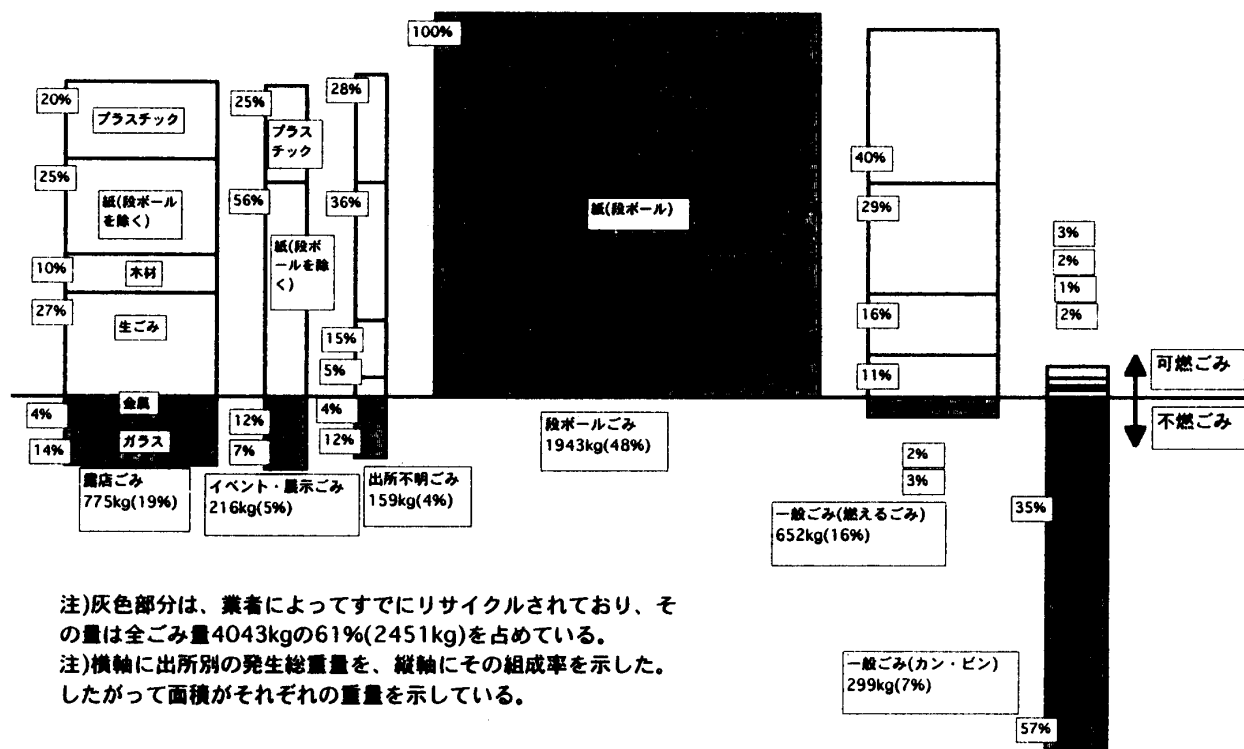 100%
20%
プラスチック
25%
紙(段ボール
を除く)
10%
木材
27%
生ごみ
4%
金属
14%
ガラス
露店ごみ
775kg(19%)
25%
プラス
チック
56%
紙(段ボ
ールを除
く)
12%
7%
イベント・展示ごみ
216kg(5%)
28%
36%
15%
5%
4%
12%
出所不明ごみ
159kg(4%)
紙(段ボール)
段ボールごみ
1943kg(48%)
40%
29%
16%
11%
2%
3%
一般ごみ(燃えるごみ)
652kg(16%)
3%
2%
1%
2%
35%
57%
一般ごみ(カン・ビン)
299kg(7%)
可燃ごみ
不燃ごみ
注)灰色部分は、業者によってすでにリサイクルされており、そ
の量は全ごみ量4043kgの61%(2451kg)を占めている。
注)横軸に出所別の発生総重量を、縦軸にその組成率を示した。
したがって面積がそれぞれの重量を示している。